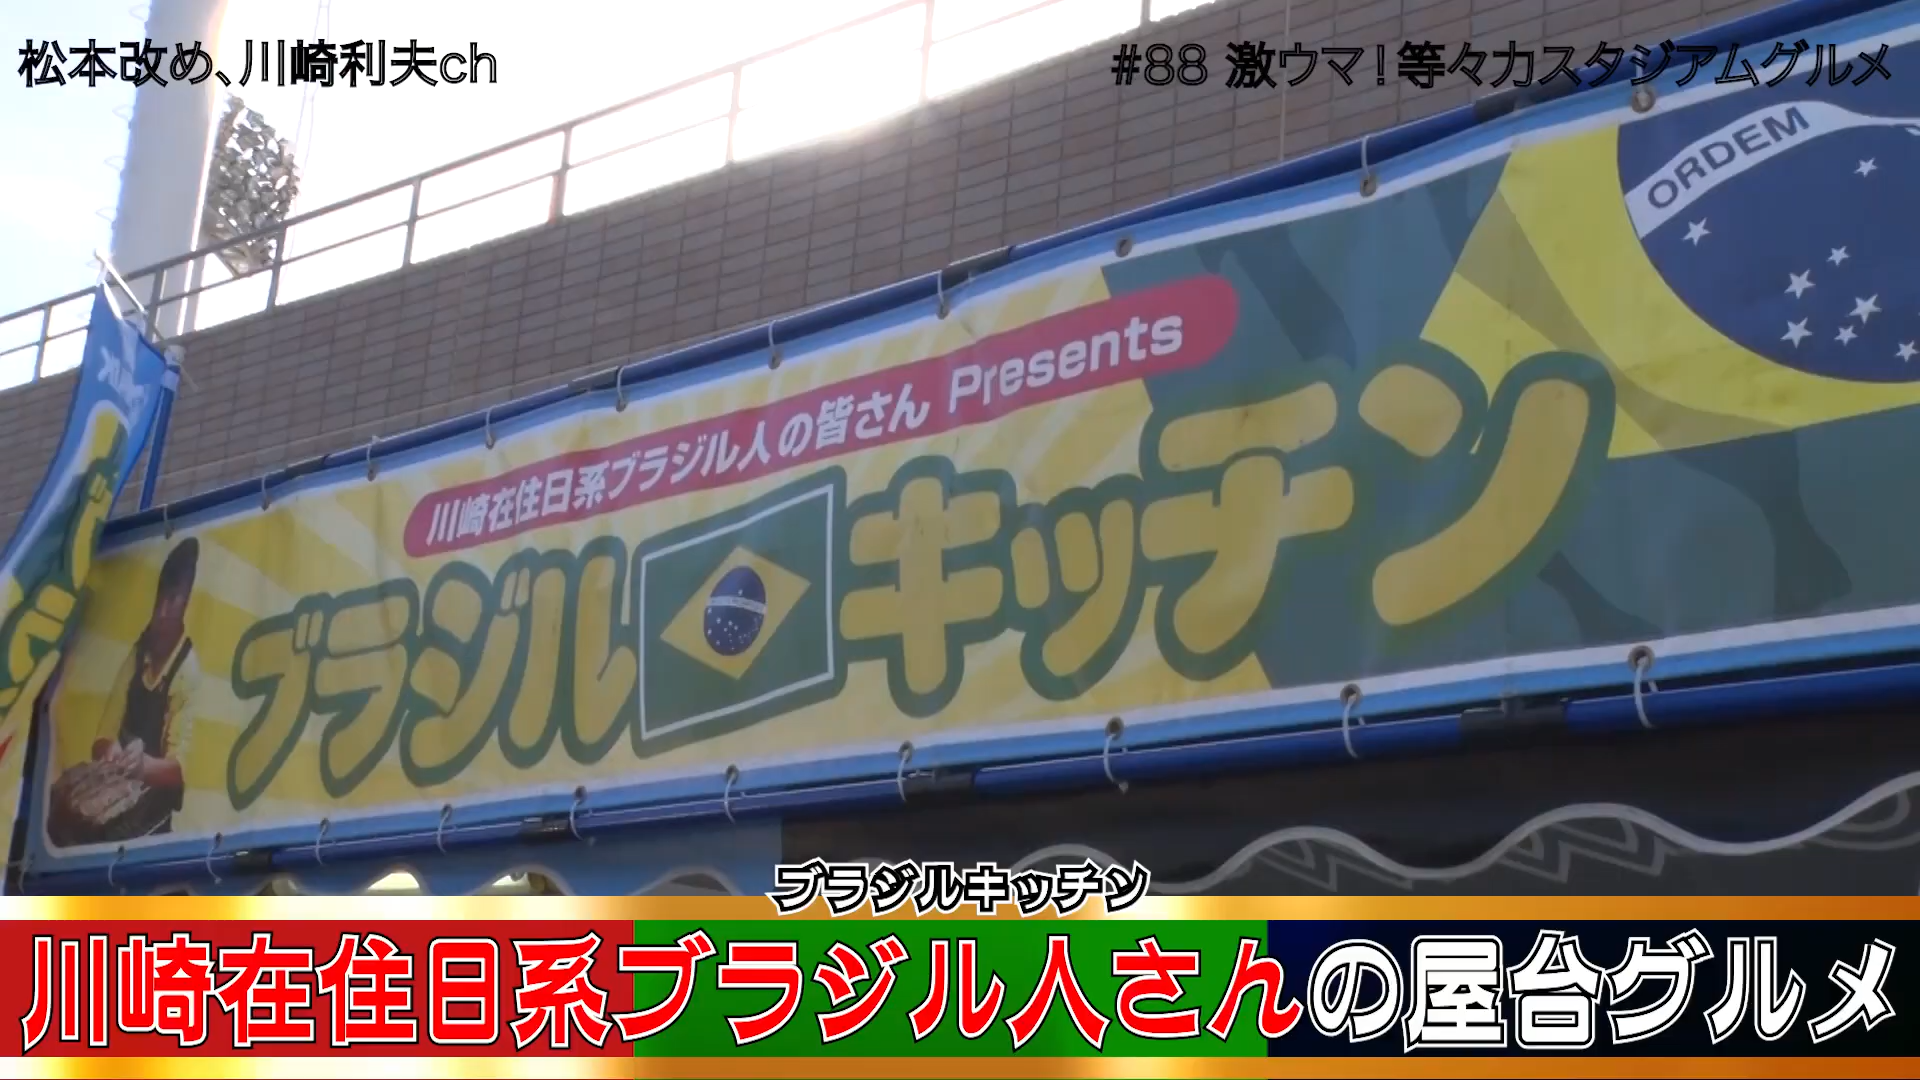 松本改め、川崎利夫ch
#88 激ウマ!等々力スタジアムグルメ
ORDEM
川崎在住日系ブラジル人の皆さん Presents
ブラジルキッチン
ブラジルキッチン
川崎在住日系ブラジル人さんの屋台グルメ